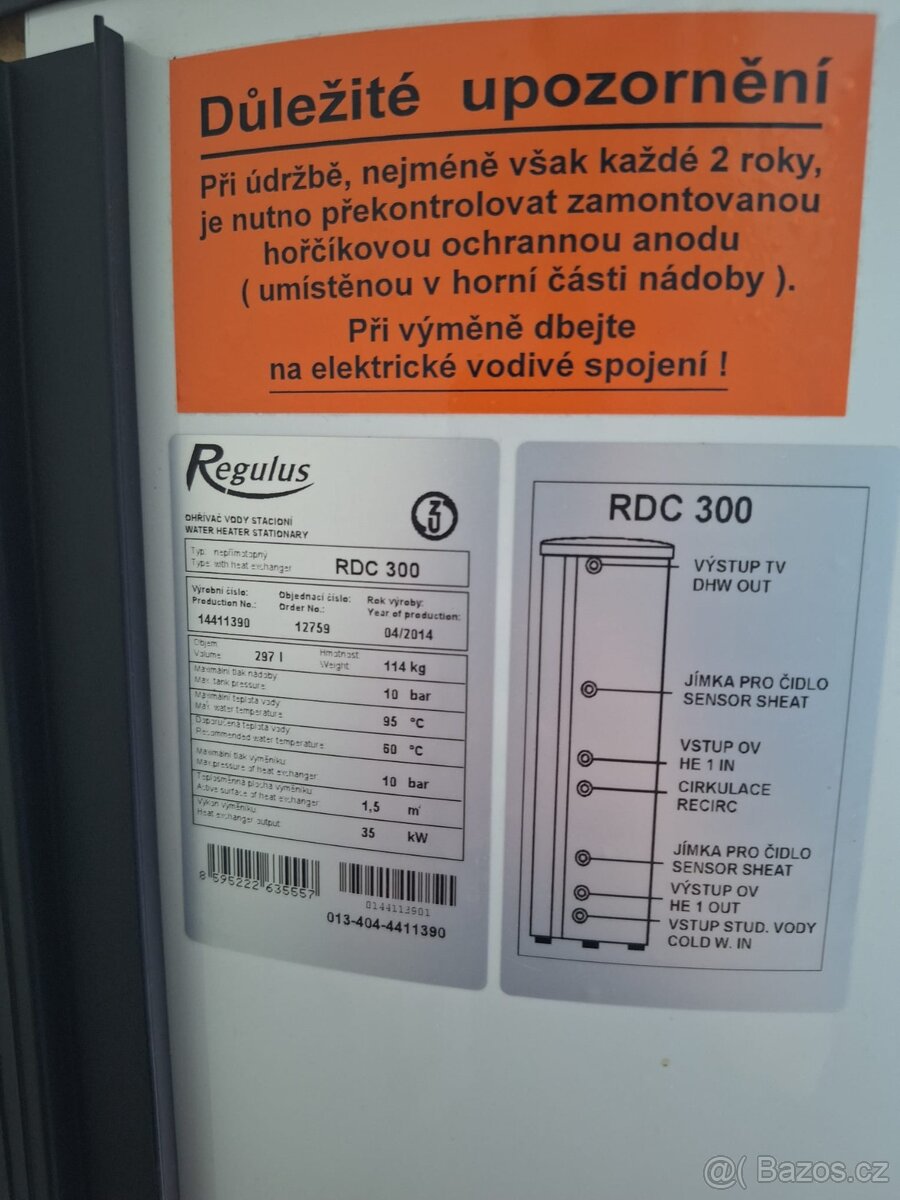 Důležité upozornění
Při údržbě, nejméně však každé 2 roky,
je nutno překontrolovat zamontovanou
hořčíkovou ochrannou anodu
( umístěnou v horní části nádoby ).
Při výměně dbejte
na elektrické vodivé spojení !
Regulus
OHŘÍVAČ VODY STACIONÍ
WATER HEATER STATIONARY
Typ: nepřímotopný
Type: with heat exchanger RDC 300
Výrobní číslo: Objednací číslo: Rok výroby:
Production No.: Order No.: Year of production:
14411390 12759 04/2014
Objem Hmotnost
Volume 297 l Weight 114 kg
Maximální tlak nádoby
Max. tank pressure 10 bar
Maximální teplota vody
Max. water temperature 95 °C
Doporučená teplota vody
Recommended water temperature 60 °C
Maximální tlak výměníku
Max pressure of heat exchanger 10 bar
Teplosměnná plocha výměníku
Active surface of heat exchanger 1,5 m²
Výkon výměníku
Heat exchanger output 35 kW
8 595222 635557
0144113901
013-404-4411390
RDC 300
VÝSTUP TV
DHW OUT
JÍMKA PRO ČIDLO
SENSOR SHEAT
VSTUP OV
HE 1 IN
CIRKULACE
RECIRC
JÍMKA PRO ČIDLO
SENSOR SHEAT
VÝSTUP OV
HE 1 OUT
VSTUP STUD. VODY
COLD W. IN
@( Bazos.cz